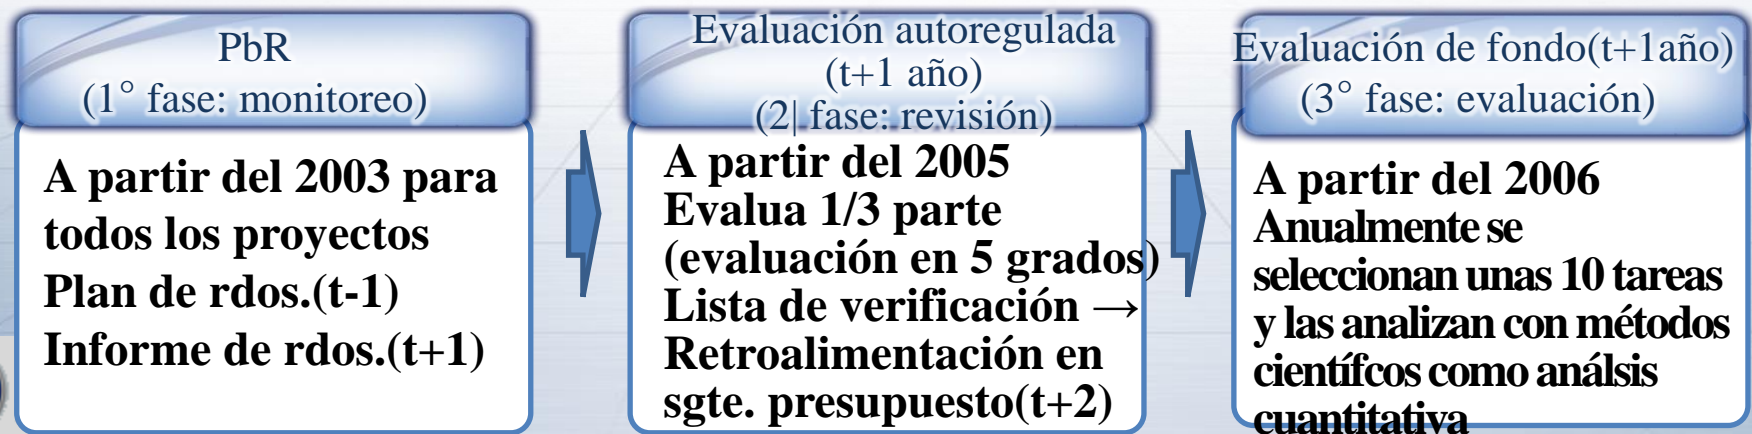 PbR
(1° fase: monitoreo)
A partir del 2003 para
todos los proyectos
Plan de rdos.(t-1)
Informe de rdos.(t+1)
Evaluación autoregulada
(t+1 año)
(2| fase: revisión)
A partir del 2005
Evalua 1/3 parte
(evaluación en 5 grados)
Lista de verificación →
Retroalimentación en
sgte. presupuesto(t+2)
Evaluación de fondo(t+1año)
(3° fase: evaluación)
A partir del 2006
Anualmente se
seleccionan unas 10 tareas
y las analizan con métodos
científcos como análsis
cuantitativa